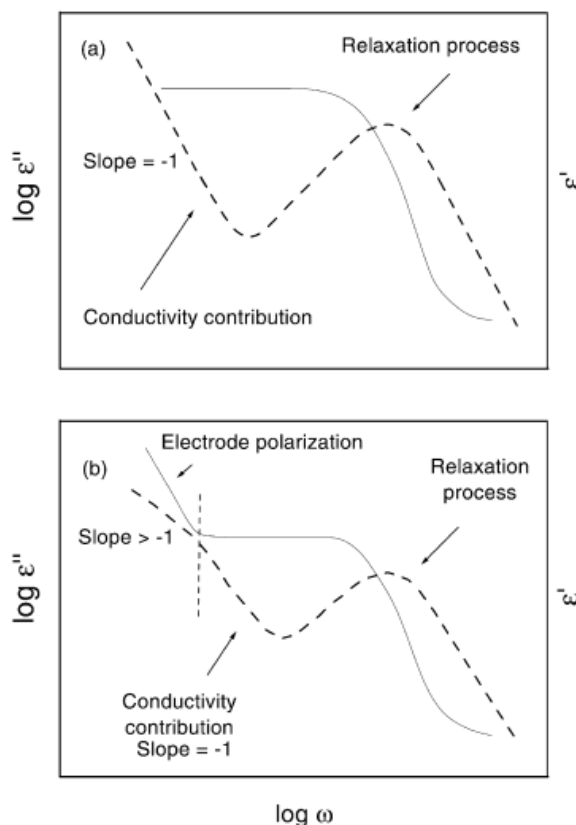 (a)
Relaxation process
log ε''
Slope = -1
ε'
Conductivity contribution
Electrode polarization
(b)
Relaxation
process
Slope > -1
log ε''
ε'
Conductivity
contribution
Slope = -1
log ω